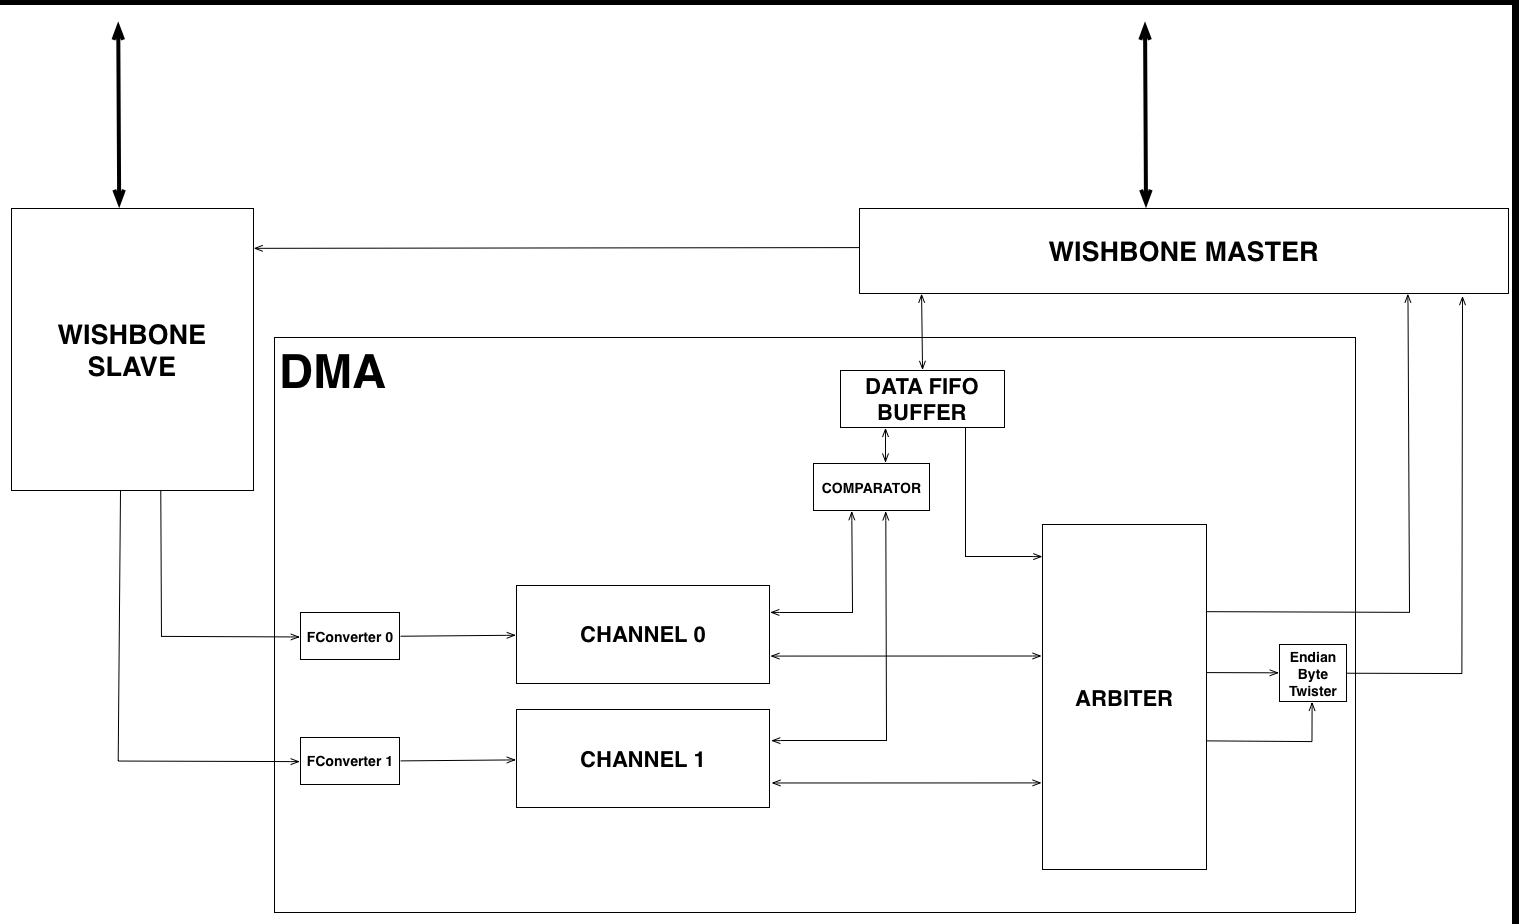 WISHBONE MASTER
WISHBONE
SLAVE
DMA
DATA FIFO
BUFFER
COMPARATOR
FConverter 0
CHANNEL 0
Endian
Byte
Twister
ARBITER
FConverter 1
CHANNEL 1